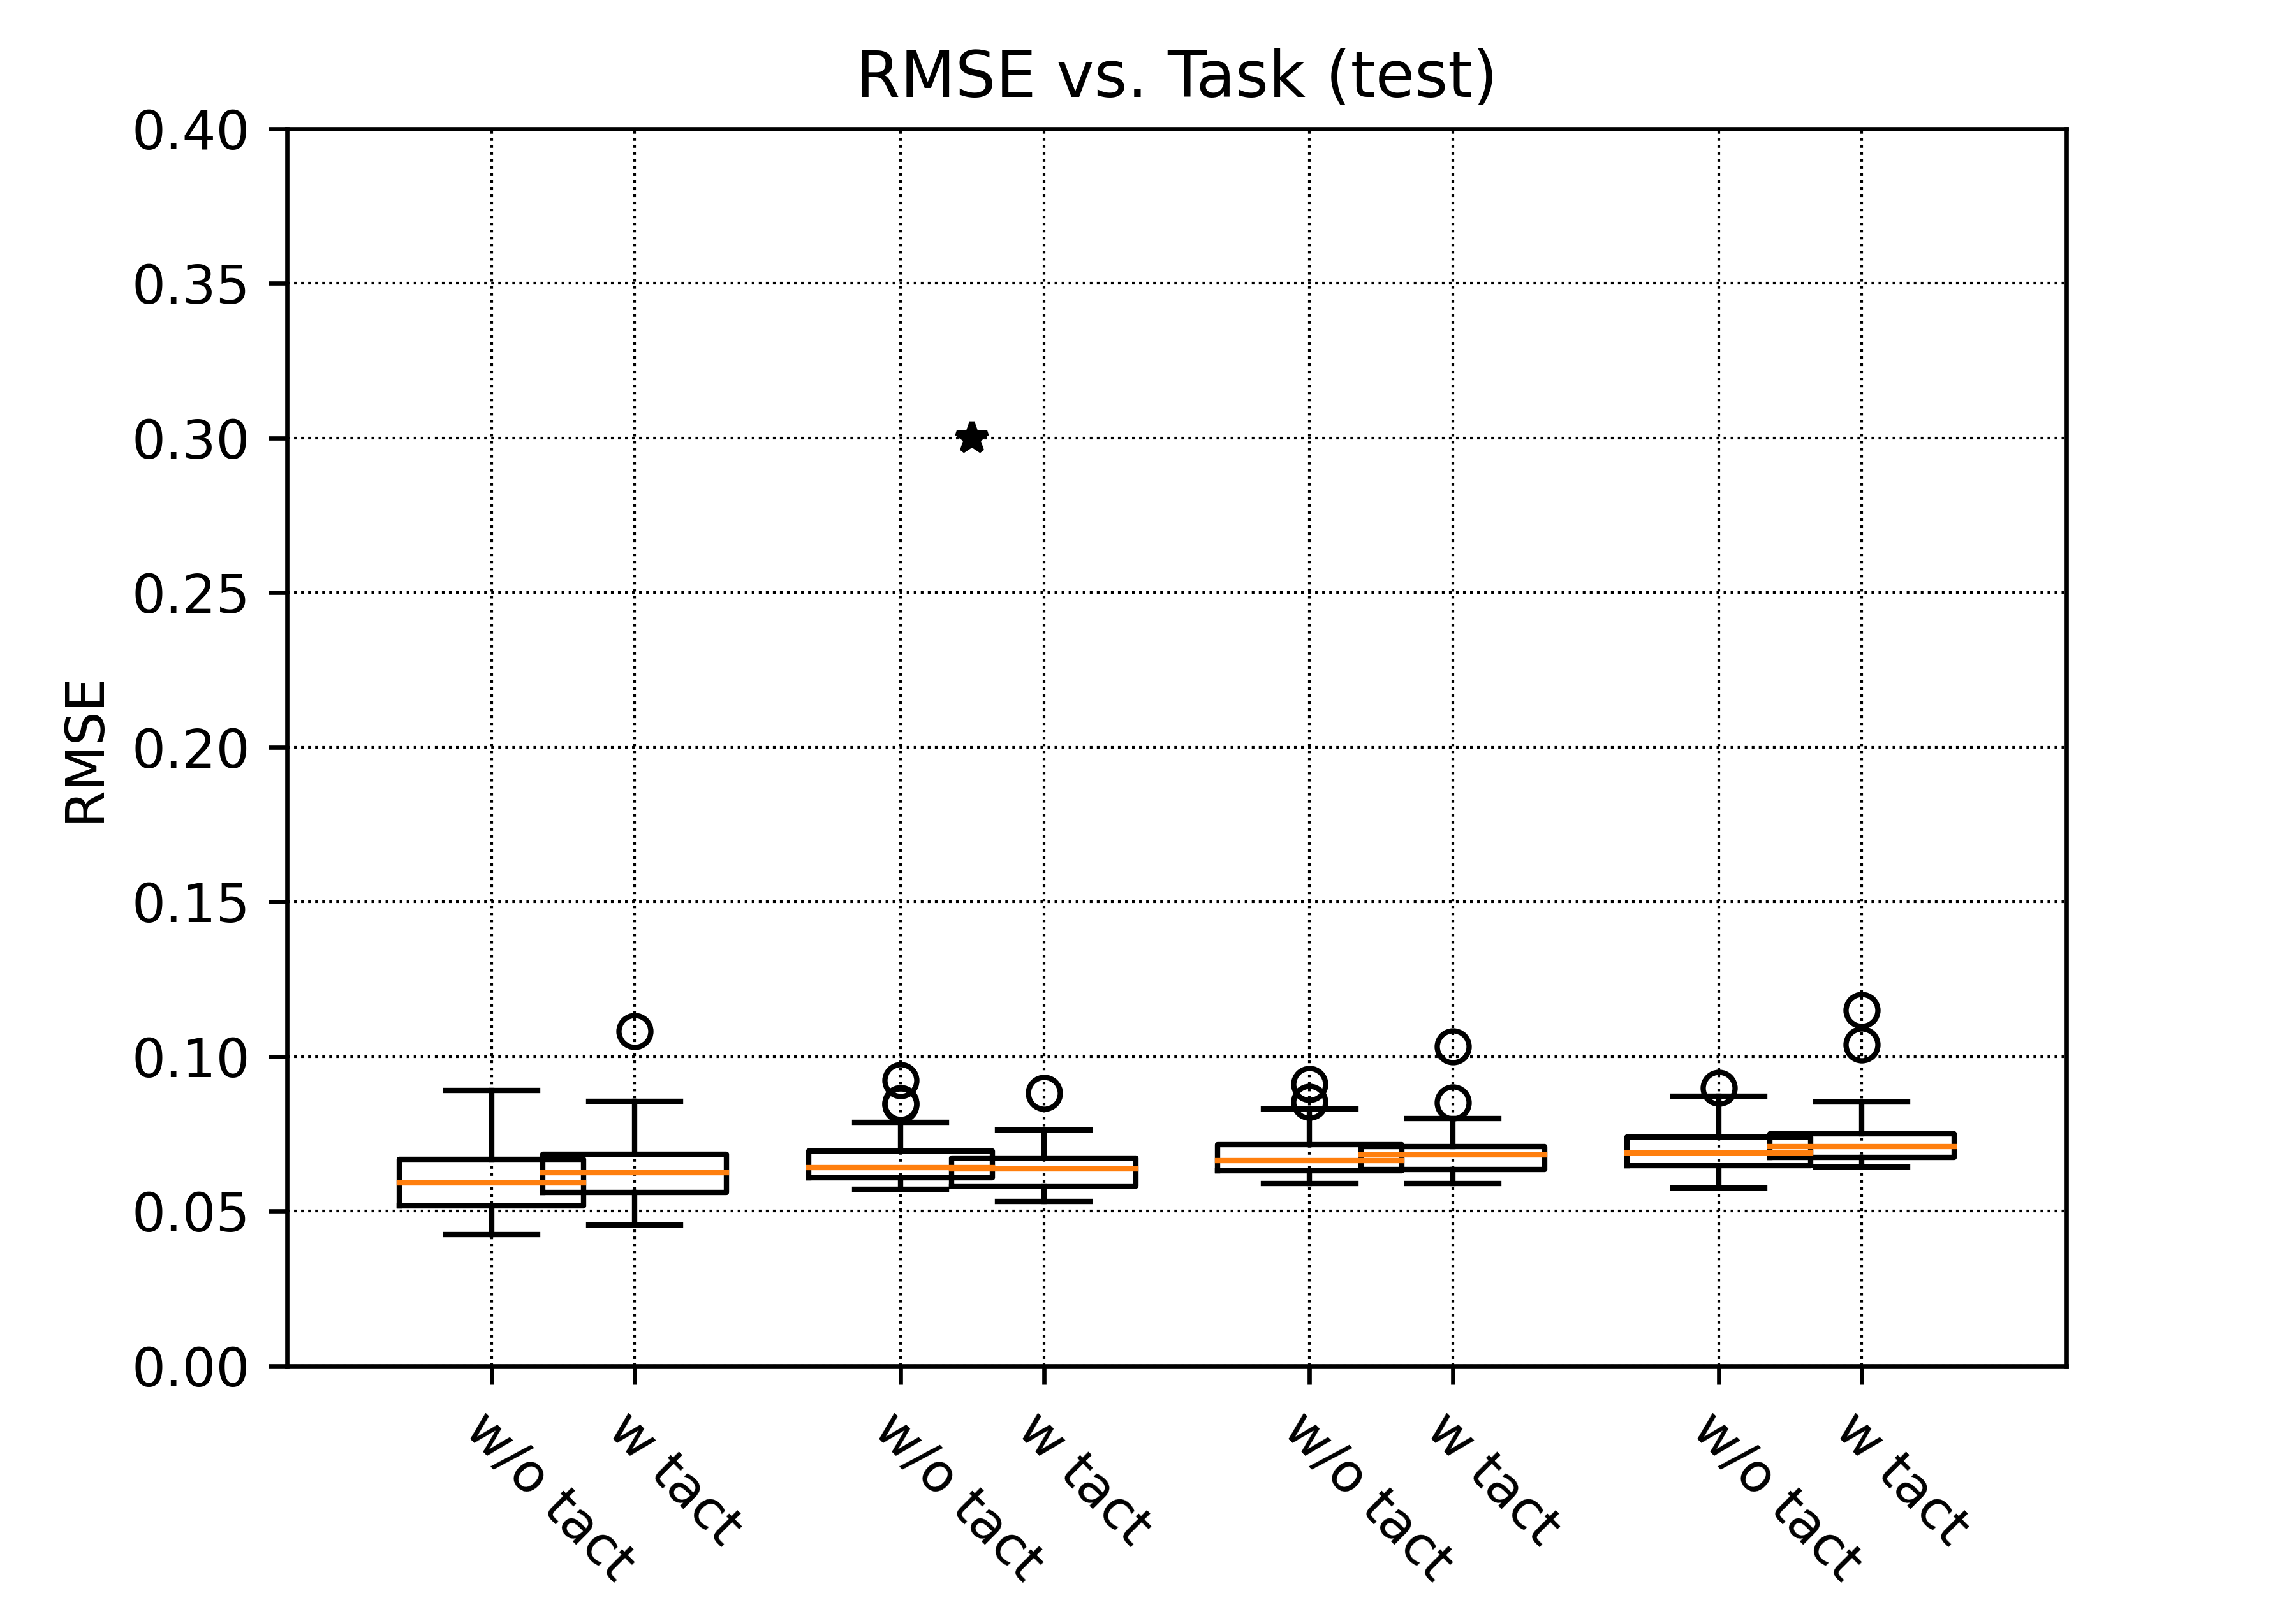 RMSE vs. Task (test)
RMSE
0.40
0.35
0.30
0.25
0.20
0.15
0.10
0.05
0.00
w/o tact
w tact
w/o tact
w tact
w/o tact
w tact
w/o tact
w tact